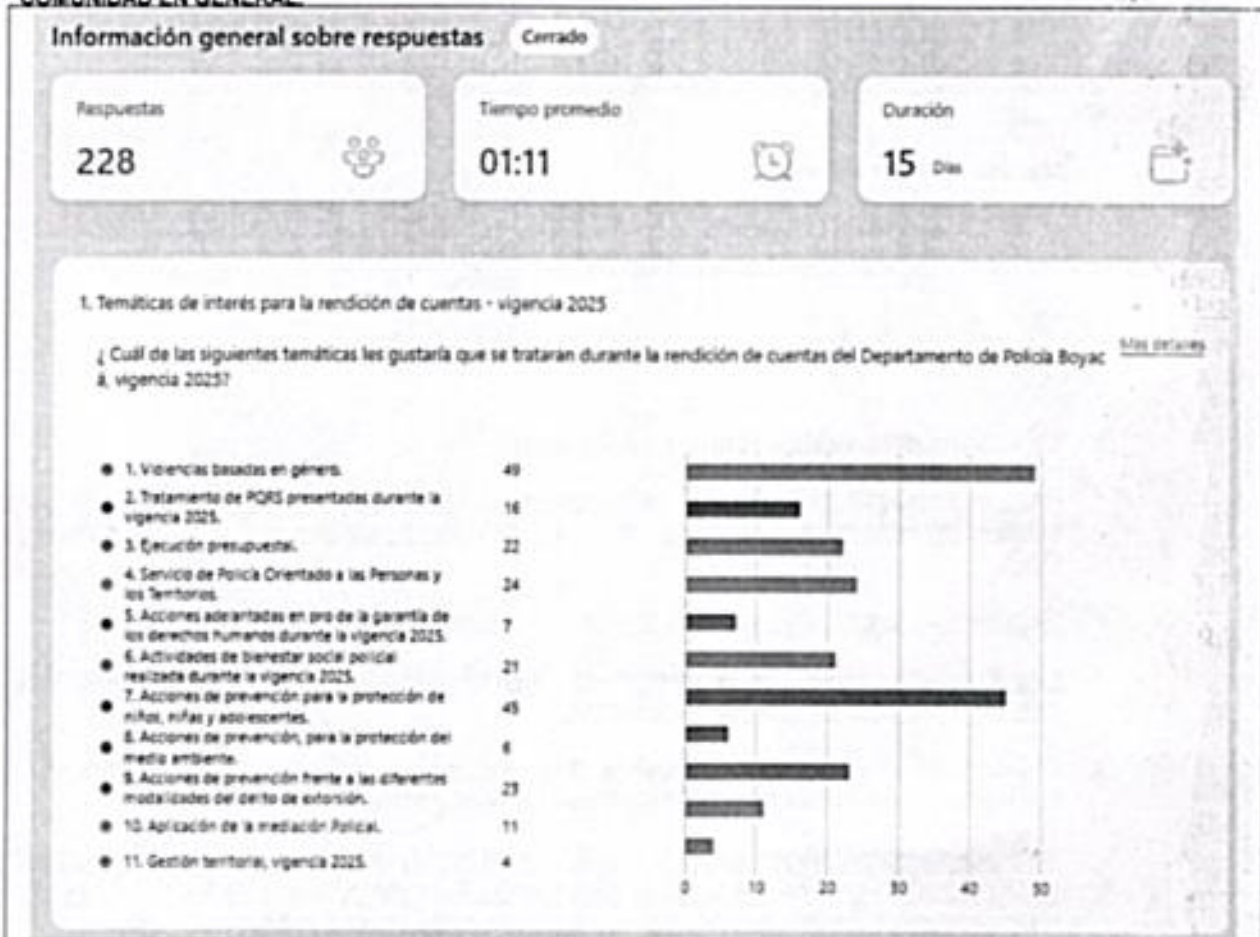 COMUNIDAD EN GENERAL.
Información general sobre respuestas Cerrado
Respuestas
228
Tiempo promedio
01:11
Duración
15 Días
1. Temáticas de interés para la rendición de cuentas - vigencia 2025
¿ Cuál de las siguientes temáticas les gustaría que se trataran durante la rendición de cuentas del Departamento de Policía Boyac
á, vigencia 2025?
Más detalles
1. Violencias basadas en género. 49
2. Tratamiento de PQRS presentadas durante la
vigencia 2025. 16
3. Ejecución presupuestal. 22
4. Servicio de Policía Orientado a las Personas y
los Territorios. 24
5. Acciones adelantadas en pro de la garantía de
los derechos humanos durante la vigencia 2025. 7
6. Actividades de bienestar social policial
realizada durante la vigencia 2025. 21
7. Acciones de prevención para la protección de
niños, niñas y adolescentes. 45
8. Acciones de prevención, para la protección del
medio ambiente. 6
9. Acciones de prevención frente a las diferentes
modalidades del delito de extorsión. 23
10. Aplicación de la mediación Policial. 11
11. Gestión territorial, vigencia 2025. 4
0 10 20 30 40 50